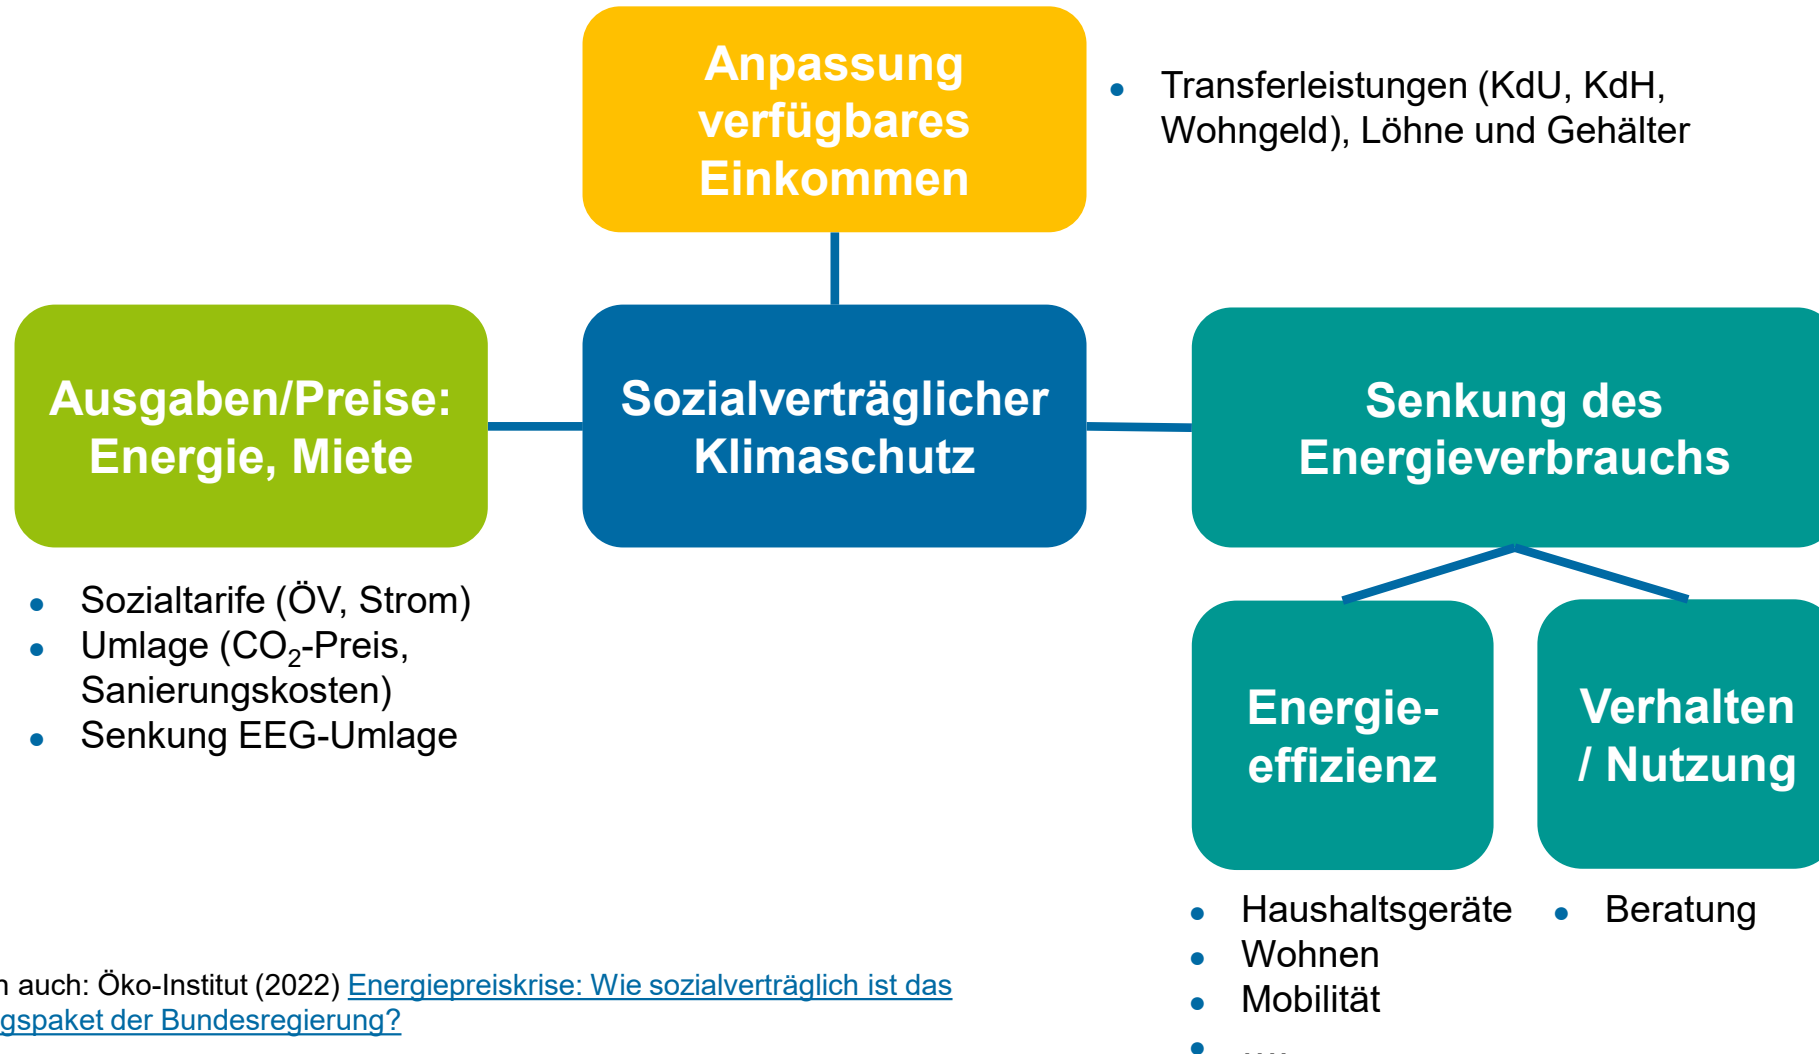 Anpassung
verfügbares
Einkommen
• Transferleistungen (KdU, KdH,
Wohngeld), Löhne und Gehälter
Ausgaben/Preise:
Energie, Miete
Sozialverträglicher
Klimaschutz
Senkung des
Energieverbrauchs
• Sozialtarife (ÖV, Strom)
• Umlage (CO₂-Preis,
Sanierungskosten)
• Senkung EEG-Umlage
Energie-
effizienz
Verhalten
/ Nutzung
• Haushaltsgeräte
• Wohnen
• Mobilität
• ....
• Beratung
auch: Öko-Institut (2022) Energiepreiskrise: Wie sozialverträglich ist das
der Bundesregierung?